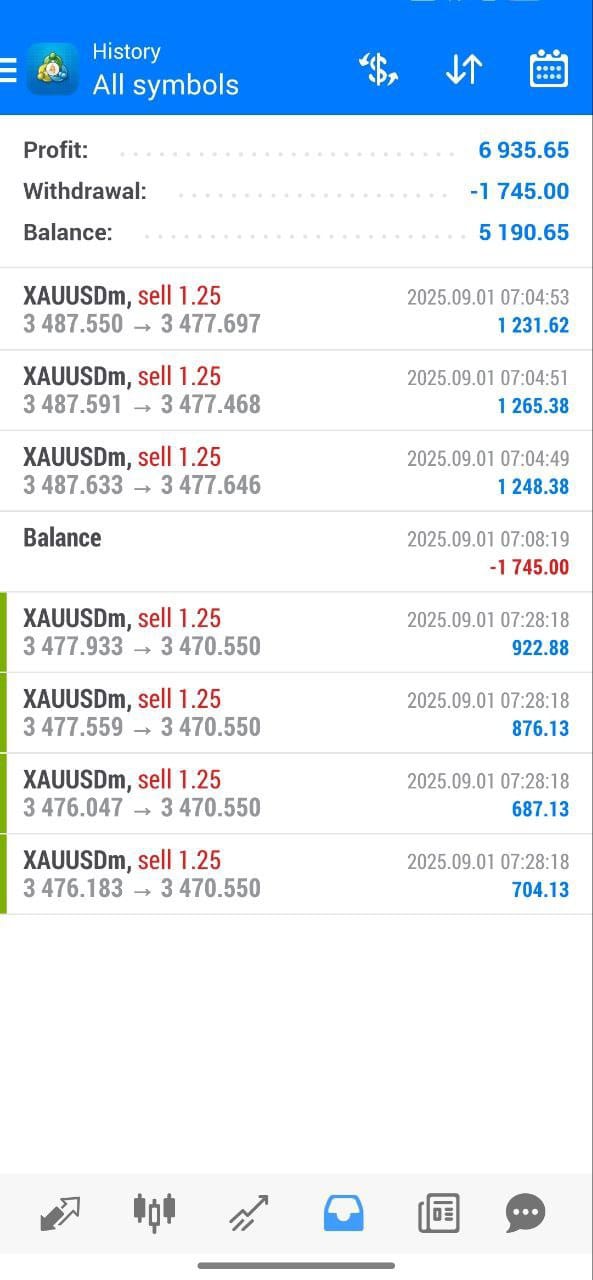 History
All symbols
Profit: 6 935.65
Withdrawal: -1 745.00
Balance: 5 190.65
XAUUSDm, sell 1.25 2025.09.01 07:04:53
3 487.550 → 3 477.697 1 231.62
XAUUSDm, sell 1.25 2025.09.01 07:04:51
3 487.591 → 3 477.468 1 265.38
XAUUSDm, sell 1.25 2025.09.01 07:04:49
3 487.633 → 3 477.646 1 248.38
Balance 2025.09.01 07:08:19
-1 745.00
XAUUSDm, sell 1.25 2025.09.01 07:28:18
3 477.933 → 3 470.550 922.88
XAUUSDm, sell 1.25 2025.09.01 07:28:18
3 477.559 → 3 470.550 876.13
XAUUSDm, sell 1.25 2025.09.01 07:28:18
3 476.047 → 3 470.550 687.13
XAUUSDm, sell 1.25 2025.09.01 07:28:18
3 476.183 → 3 470.550 704.13